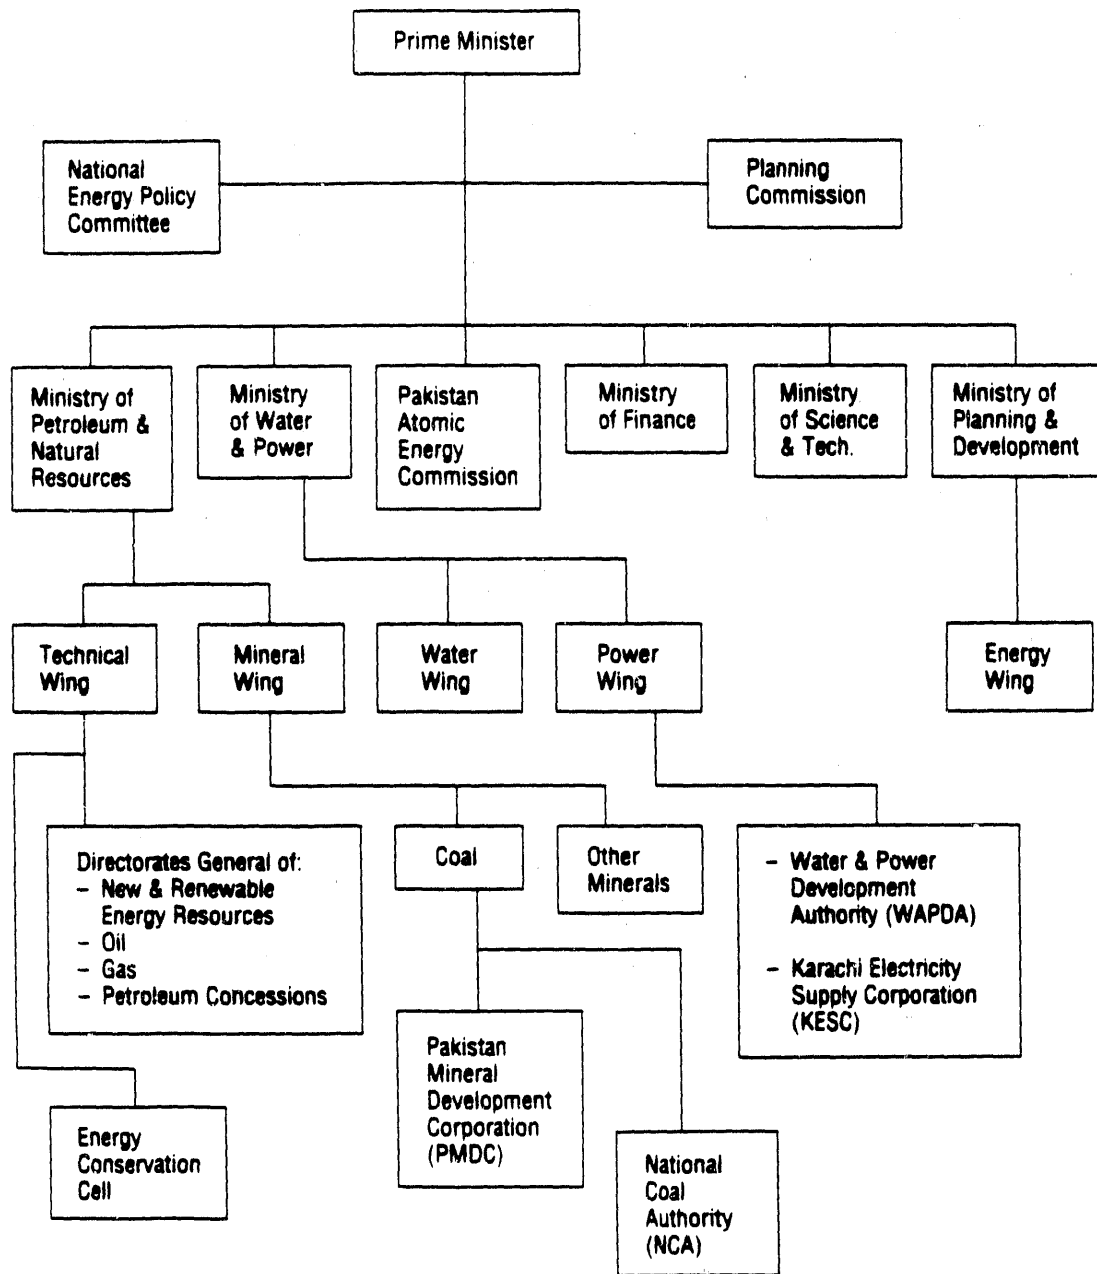 Prime Minister
National
Energy Policy
Committee
Planning
Commission
Ministry of
Petroleum &
Natural
Resources
Ministry
of Water
& Power
Pakistan
Atomic
Energy
Commission
Ministry
of Finance
Ministry
of Science
& Tech.
Ministry of
Planning &
Development
Technical
Wing
Mineral
Wing
Water
Wing
Power
Wing
Energy
Wing
Directorates General of:
– New & Renewable
Energy Resources
– Oil
– Gas
– Petroleum Concessions
Coal
Other
Minerals
– Water & Power
Development
Authority (WAPDA)
– Karachi Electricity
Supply Corporation
(KESC)
Pakistan
Mineral
Development
Corporation
(PMDC)
Energy
Conservation
Cell
National
Coal
Authority
(NCA)